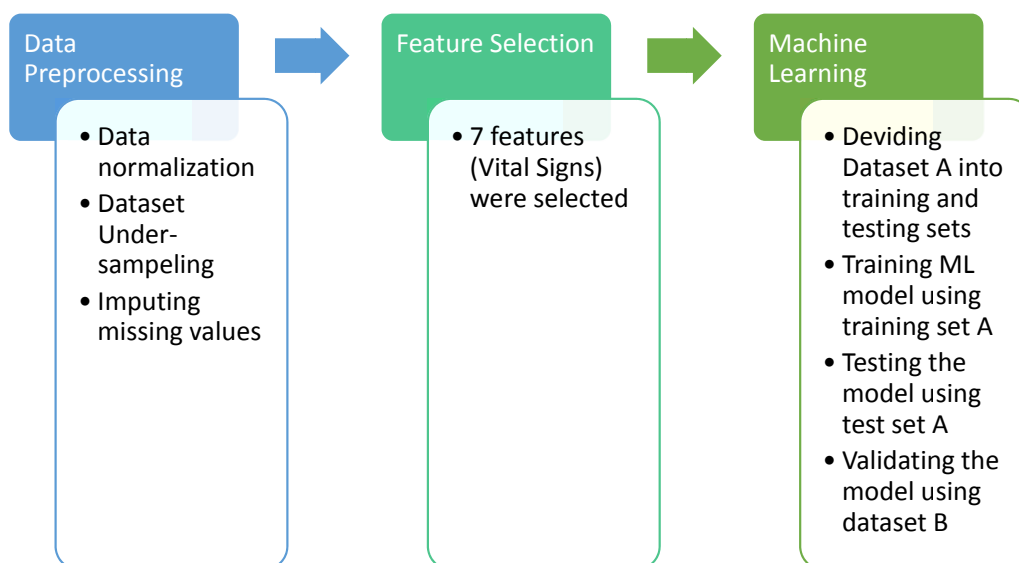 Data
Preprocessing
• Data
normalization
• Dataset
Under-
sampeling
• Imputing
missing values
Feature Selection
• 7 features
(Vital Signs)
were selected
Machine
Learning
• Deviding
Dataset A into
training and
testing sets
• Training ML
model using
training set A
• Testing the
model using
test set A
• Validating the
model using
dataset B